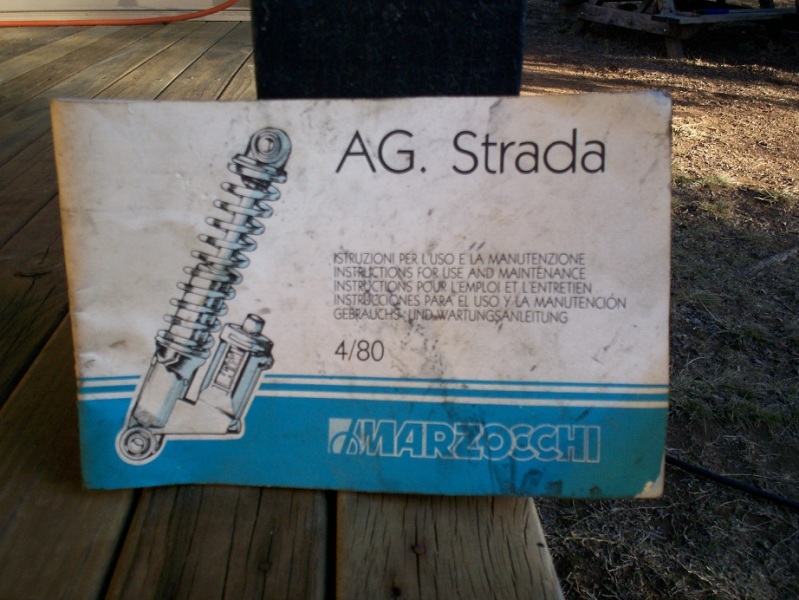 AG. Strada
ISTRUZIONI PER L'USO E LA MANUTENZIONE
INSTRUCTIONS FOR USE AND MAINTENANCE
INSTRUCTIONS POUR L'EMPLOI ET L'ENTRETIEN
INSTRUCCIONES PARA EL USO Y LA MANUTENCIÓN
GEBRAUCHS- UND WARTUNGSANLEITUNG
4/80
MARZOCCHI